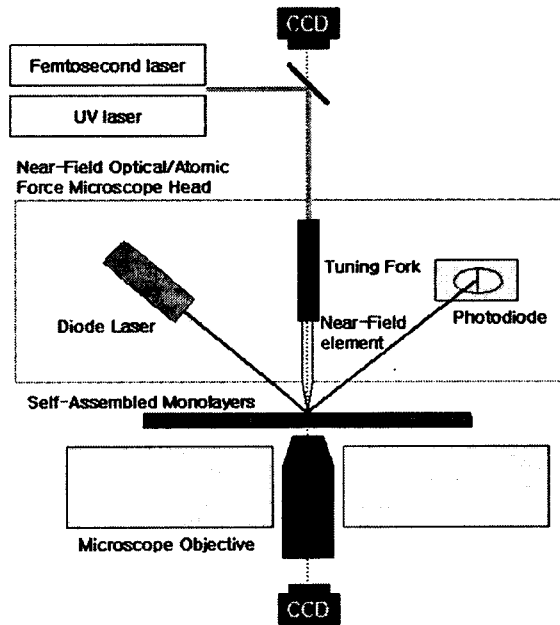 CCD
Femtosecond laser
UV laser
Near-Field Optical/Atomic
Force Microscope Head
Tuning Fork
Diode Laser
Near-Field
element
Photodiode
Self-Assembled Monolayers
Microscope Objective
CCD